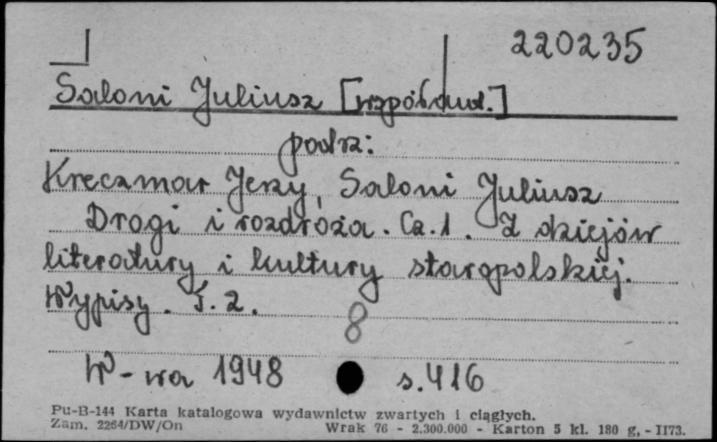 220235
Saloni Juliusz [współaut.]
podrz:
Kreczmar Jerzy, Saloni Juliusz
Drogi i rozdroża. Cz. 1. Z dziejów
literatury i kultury staropolskiej.
Wypisy. T. 2.
8
W-wa 1948 s. 416
Pu-B-144 Karta katalogowa wydawnictw zwartych i ciągłych.
Zam. 2264/DW/On Wrak 76 - 2.300.000 - Karton 5 kl. 180 g, - II73.